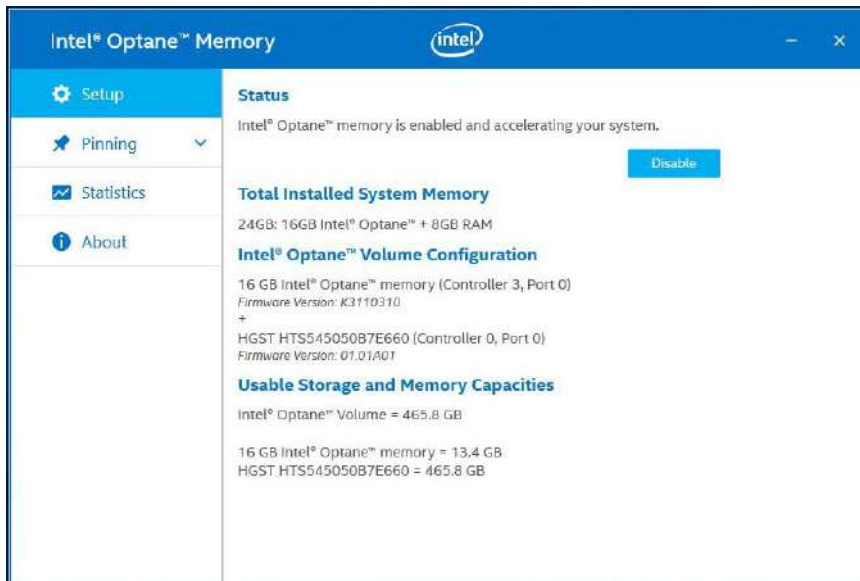 Intel® Optane™ Memory
intel
Setup
Pinning
Statistics
About
Status
Intel® Optane™ memory is enabled and accelerating your system.
Disable
Total Installed System Memory
24GB: 16GB Intel® Optane™ + 8GB RAM
Intel® Optane™ Volume Configuration
16 GB Intel® Optane™ memory (Controller 3, Port 0)
Firmware Version: K3110310
+
HGST HTS545050B7E660 (Controller 0, Port 0)
Firmware Version: 01.01A01
Usable Storage and Memory Capacities
Intel® Optane™ Volume = 465.8 GB
16 GB Intel® Optane™ memory = 13.4 GB
HGST HTS545050B7E660 = 465.8 GB